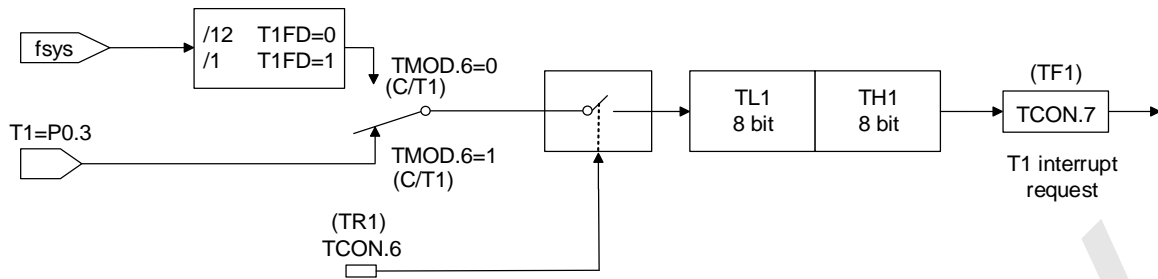 fsys
/12 T1FD=0
/1 T1FD=1
TMOD.6=0
(C/T1)
T1=P0.3
TMOD.6=1
(C/T1)
(TR1)
TCON.6
TL1
8 bit
TH1
8 bit
(TF1)
TCON.7
T1 interrupt
request